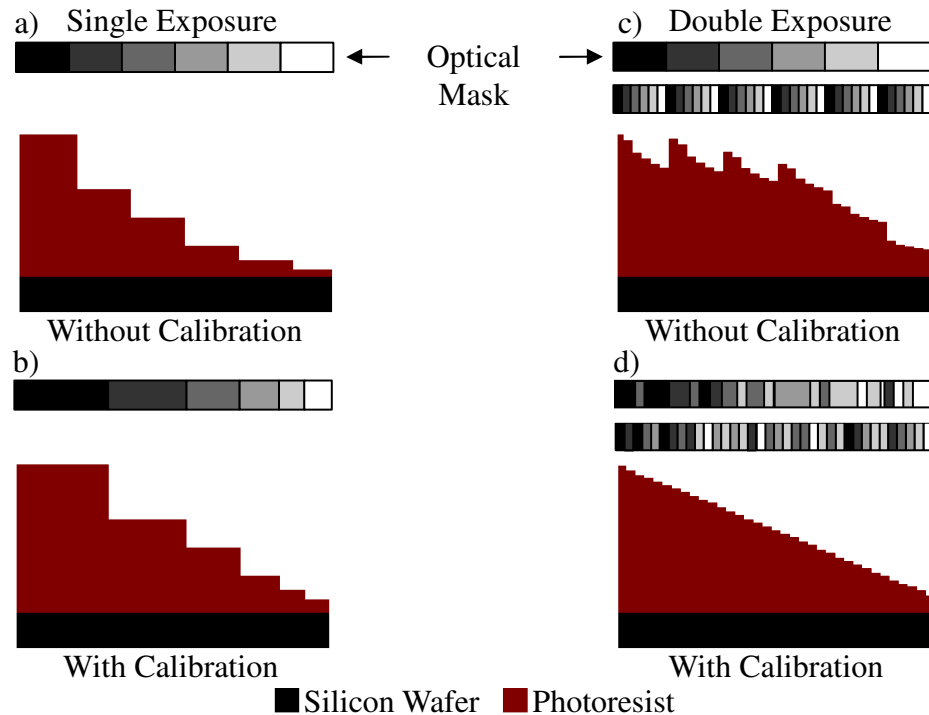 a) Single Exposure
c) Double Exposure
Optical
Mask
Without Calibration
Without Calibration
b)
d)
With Calibration
With Calibration
Silicon Wafer Photoresist